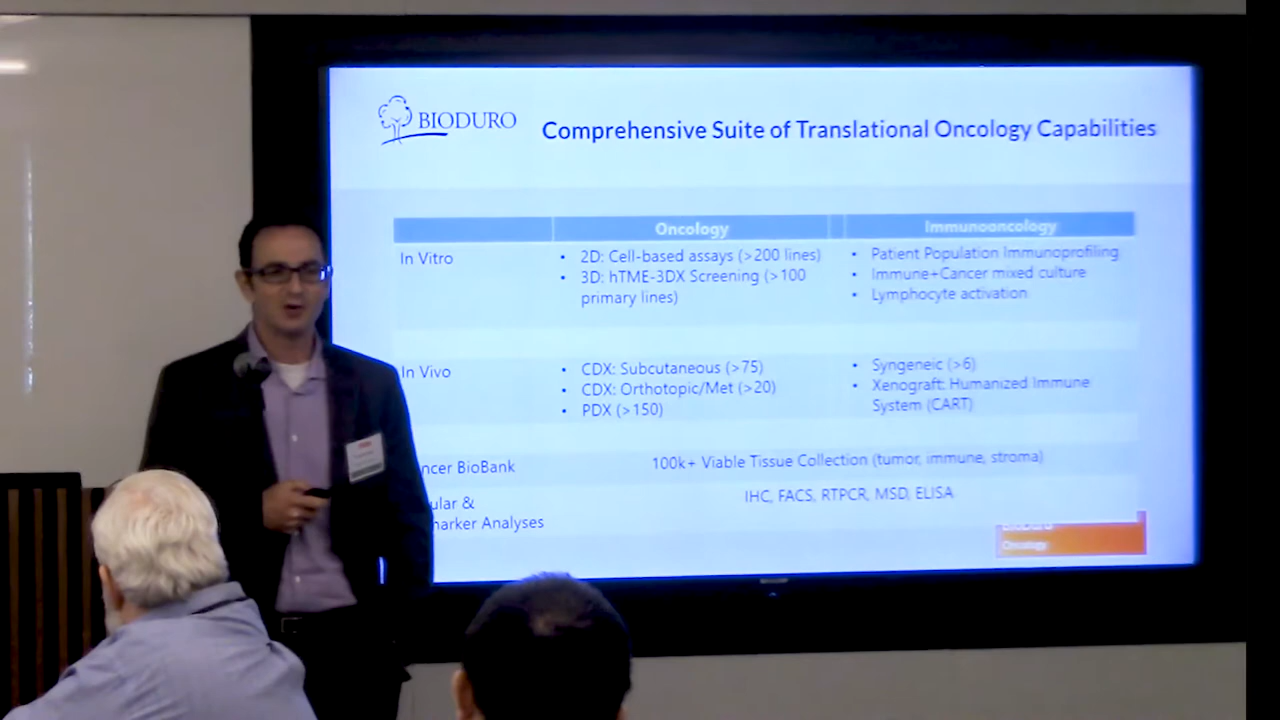 BIODURO
Comprehensive Suite of Translational Oncology Capabilities
Oncology
Immunooncology
In Vitro
• 2D: Cell-based assays (>200 lines)
• 3D: hTME-3DX Screening (>100
primary lines)
• Patient Population Immunoprofiling
• Immune+Cancer mixed culture
• Lymphocyte activation
In Vivo
• CDX: Subcutaneous (>75)
• CDX: Orthotopic/Met (>20)
• PDX (>150)
• Syngeneic (>6)
• Xenograft: Humanized Immune
System (CART)
ncer BioBank
100k+ Viable Tissue Collection (tumor, immune, stroma)
ular &
arker Analyses
IHC, FACS, RTPCR, MSD, ELISA
Oncology